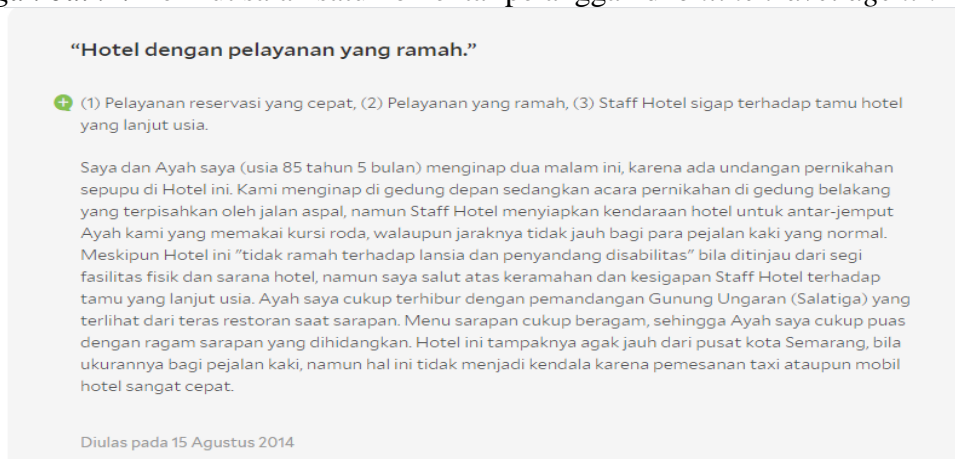 “Hotel dengan pelayanan yang ramah.”
(1) Pelayanan reservasi yang cepat, (2) Pelayanan yang ramah, (3) Staff Hotel sigap terhadap tamu hotel
yang lanjut usia.
Saya dan Ayah saya (usia 85 tahun 5 bulan) menginap dua malam ini, karena ada undangan pernikahan
sepupu di Hotel ini. Kami menginap di gedung depan sedangkan acara pernikahan di gedung belakang
yang terpisahkan oleh jalan aspal, namun Staff Hotel menyiapkan kendaraan hotel untuk antar-jemput
Ayah kami yang memakai kursi roda, walaupun jaraknya tidak jauh bagi para pejalan kaki yang normal.
Meskipun Hotel ini "tidak ramah terhadap lansia dan penyandang disabilitas" bila ditinjau dari segi
fasilitas fisik dan sarana hotel, namun saya salut atas keramahan dan kesigapan Staff Hotel terhadap
tamu yang lanjut usia. Ayah saya cukup terhibur dengan pemandangan Gunung Ungaran (Salatiga) yang
terlihat dari teras restoran saat sarapan. Menu sarapan cukup beragam, sehingga Ayah saya cukup puas
dengan ragam sarapan yang dihidangkan. Hotel ini tampaknya agak jauh dari pusat kota Semarang, bila
ukurannya bagi pejalan kaki, namun hal ini tidak menjadi kendala karena pemesanan taxi ataupun mobil
hotel sangat cepat.
Diulas pada 15 Agustus 2014